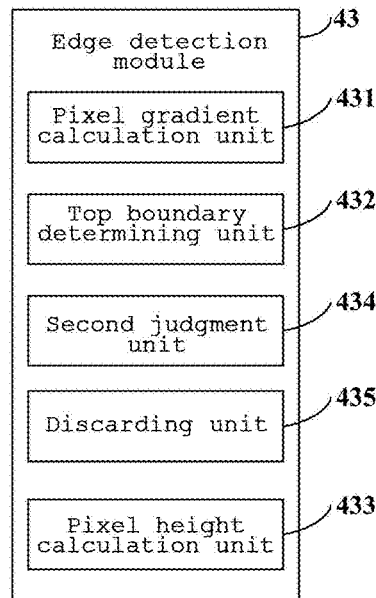 43
Edge detection
module
431
Pixel gradient
calculation unit
432
Top boundary
determining unit
434
Second judgment
unit
435
Discarding unit
433
Pixel height
calculation unit